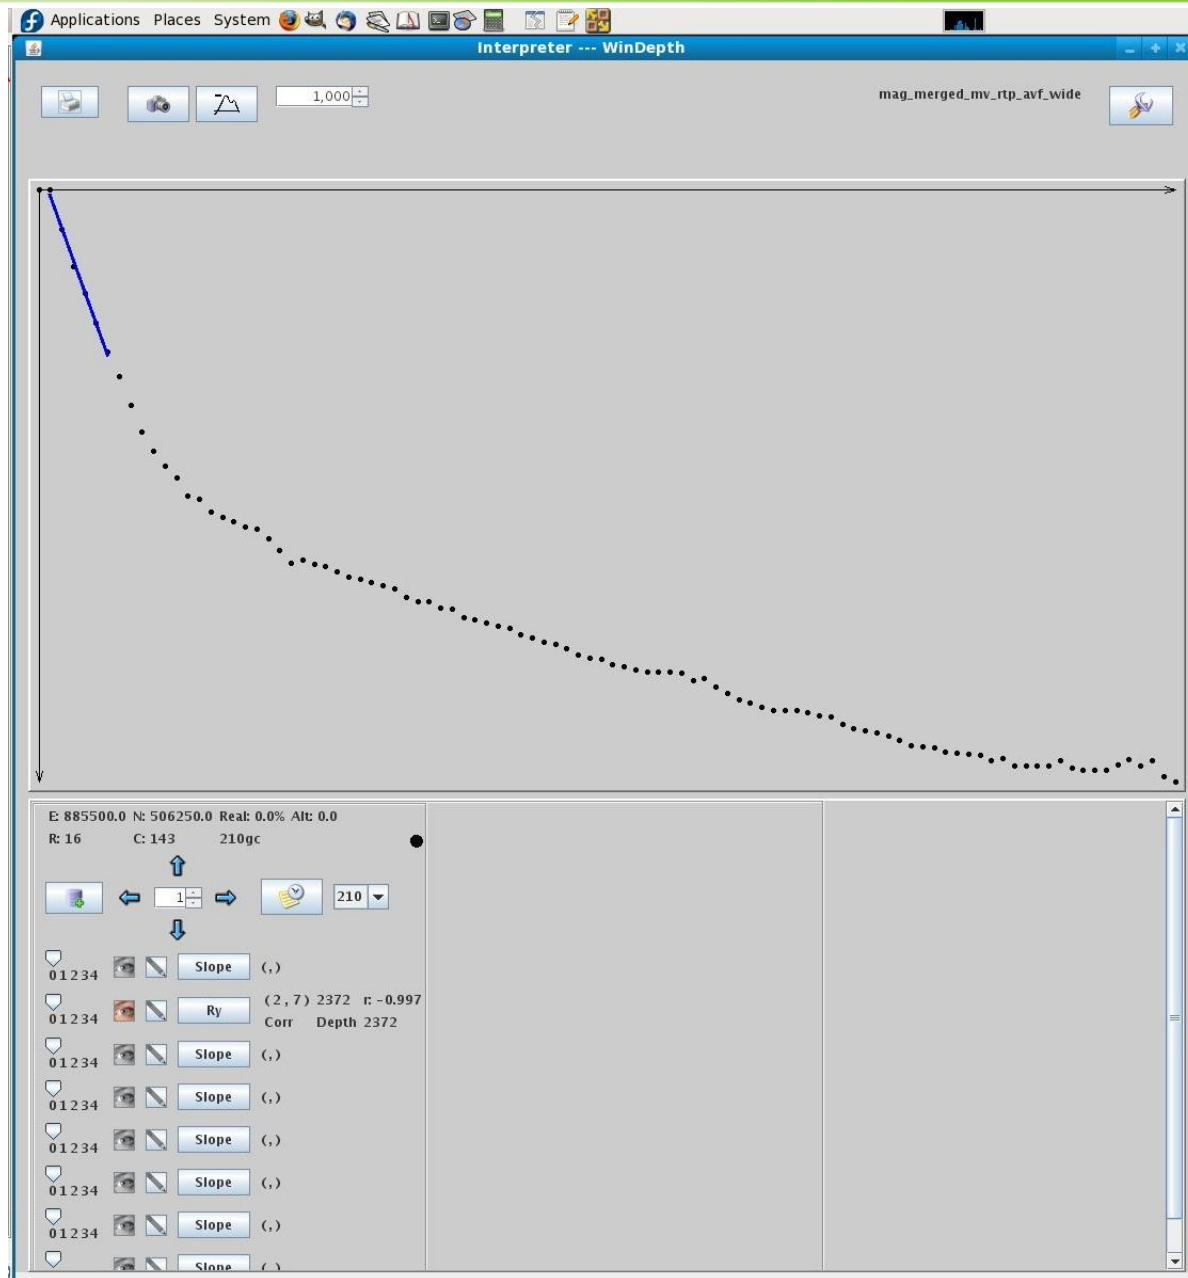 Applications Places System
Interpreter --- WinDepth
1,000
mag_merged_mv_rtp_avf_wide
E: 885500.0 N: 506250.0 Real: 0.0% Alt: 0.0
R: 16 C: 143 210gc
1
210
01234 Slope (,)
01234 Ry (2,7) 2372 r: -0.997
Corr Depth 2372
01234 Slope (,)
01234 Slope (,)
01234 Slope (,)
01234 Slope (,)
01234 Slope (,)
Slope (,)